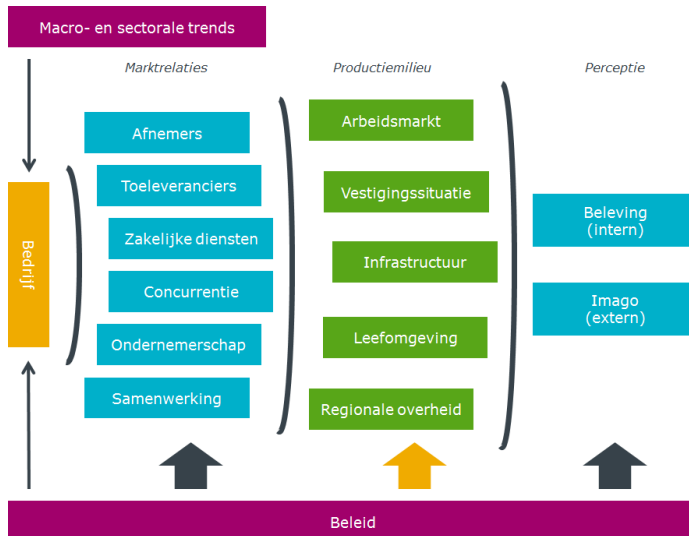 Macro- en sectorale trends
Marktrelaties
Productiemilieu
Perceptie
Bedrijf
Afnemers
Toeleveranciers
Zakelijke diensten
Concurrentie
Ondernemerschap
Samenwerking
Arbeidsmarkt
Vestigingssituatie
Infrastructuur
Leefomgeving
Regionale overheid
Beleving
(intern)
Imago
(extern)
Beleid